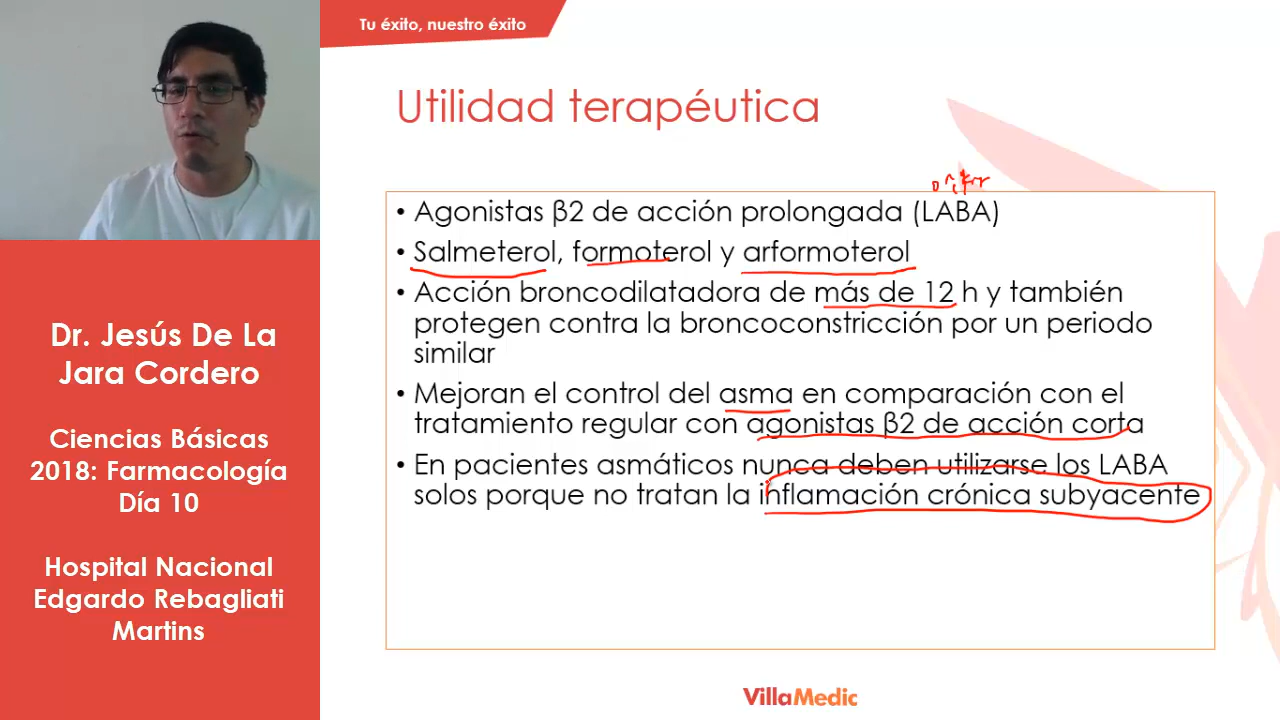 Tu éxito, nuestro éxito
Utilidad terapéutica
• Agonistas β2 de acción prolongada (LABA)
• Salmeterol, formoterol y arformoterol
• Acción broncodilatadora de más de 12 h y también
protegen contra la broncoconstricción por un periodo
similar
• Mejoran el control del asma en comparación con el
tratamiento regular con agonistas β2 de acción corta
• En pacientes asmáticos nunca deben utilizarse los LABA
solos porque no tratan la inflamación crónica subyacente
Dr. Jesús De La
Jara Cordero
Ciencias Básicas
2018: Farmacología
Día 10
Hospital Nacional
Edgardo Rebagliati
Martins
VillaMedic